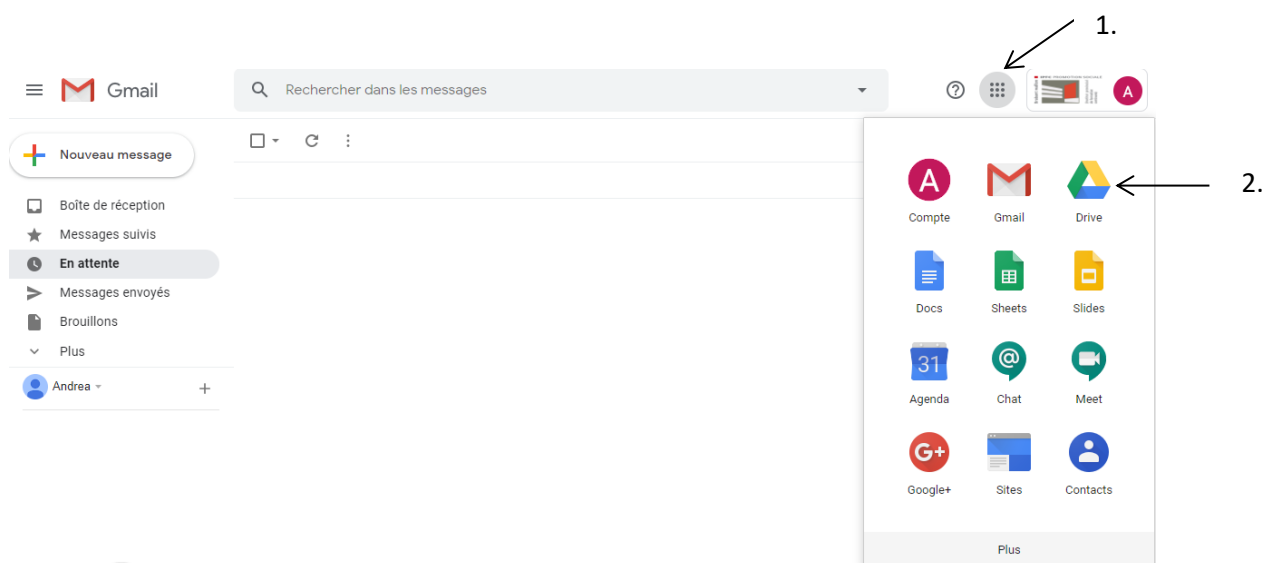 1.
Gmail
Rechercher dans les messages
A
Nouveau message
2.
Boîte de réception
Messages suivis
En attente
Messages envoyés
Brouillons
Plus
Andrea
A
Compte
Gmail
Drive
Docs
Sheets
Slides
31
Agenda
@
Chat
Meet
G+
Google+
Sites
Contacts
Plus